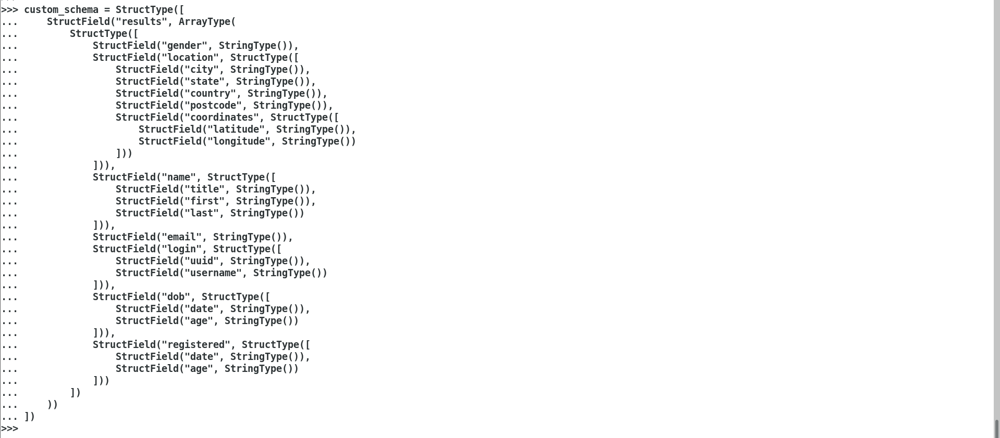 >>> custom_schema = StructType([
...     StructField("results", ArrayType(
...         StructType([
...             StructField("gender", StringType()),
...             StructField("location", StructType([
...                 StructField("city", StringType()),
...                 StructField("state", StringType()),
...                 StructField("country", StringType()),
...                 StructField("postcode", StringType()),
...                 StructField("coordinates", StructType([
...                     StructField("latitude", StringType()),
...                     StructField("longitude", StringType())
...                 ]))
...             ])),
...             StructField("name", StructType([
...                 StructField("title", StringType()),
...                 StructField("first", StringType()),
...                 StructField("last", StringType())
...             ])),
...             StructField("email", StringType()),
...             StructField("login", StructType([
...                 StructField("uuid", StringType()),
...                 StructField("username", StringType())
...             ])),
...             StructField("dob", StructType([
...                 StructField("date", StringType()),
...                 StructField("age", StringType())
...             ])),
...             StructField("registered", StructType([
...                 StructField("date", StringType()),
...                 StructField("age", StringType())
...             ]))
...         ])
...     ))
... ])
>>>